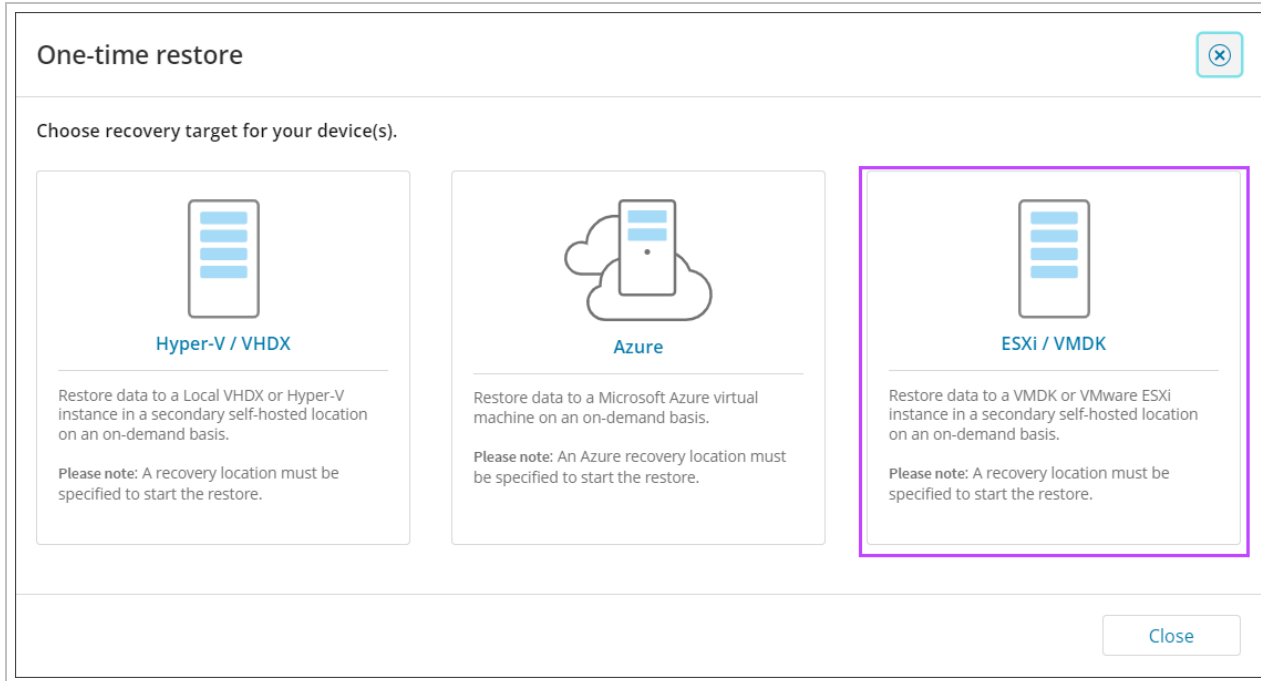 One-time restore
Choose recovery target for your device(s).
Hyper-V / VHDX
Restore data to a Local VHDX or Hyper-V
instance in a secondary self-hosted location
on an on-demand basis.
Please note: A recovery location must be
specified to start the restore.
Azure
Restore data to a Microsoft Azure virtual
machine on an on-demand basis.
Please note: An Azure recovery location must
be specified to start the restore.
ESXi / VMDK
Restore data to a VMDK or VMware ESXi
instance in a secondary self-hosted location
on an on-demand basis.
Please note: A recovery location must be
specified to start the restore.
Close